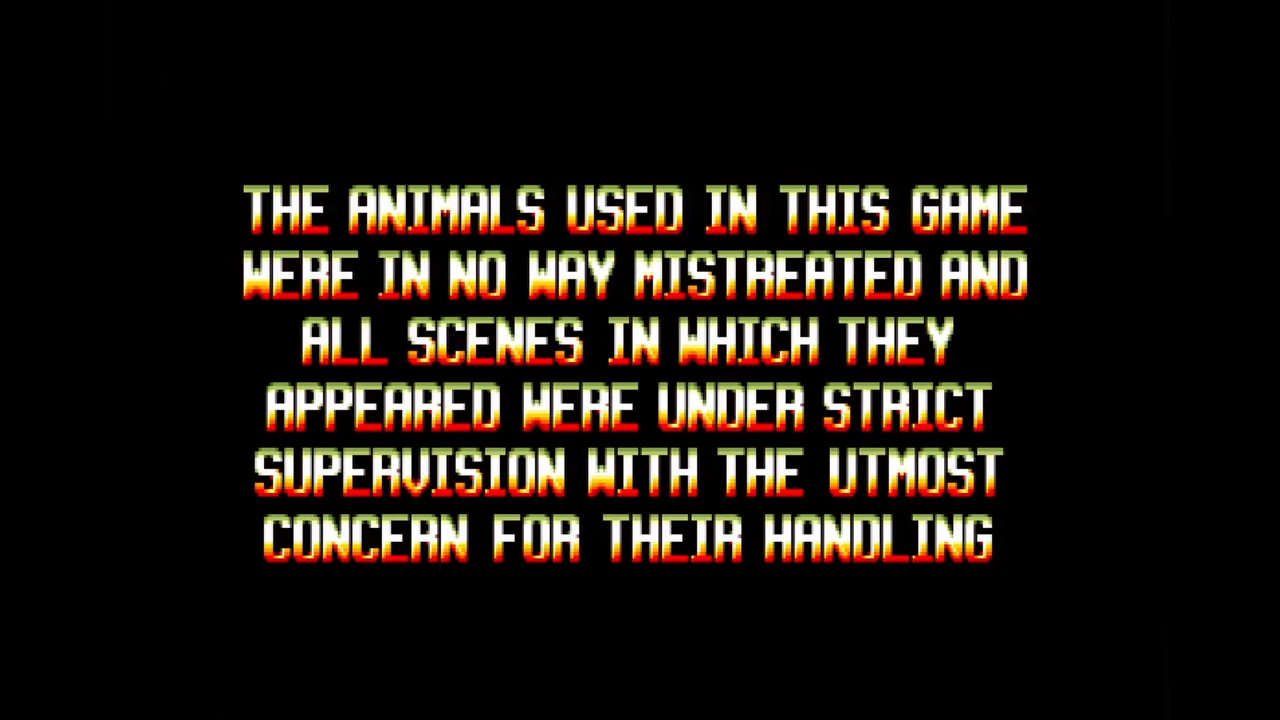 THE ANIMALS USED IN THIS GAME
WERE IN NO WAY MISTREATED AND
ALL SCENES IN WHICH THEY
APPEARED WERE UNDER STRICT
SUPERVISION WITH THE UTMOST
CONCERN FOR THEIR HANDLING